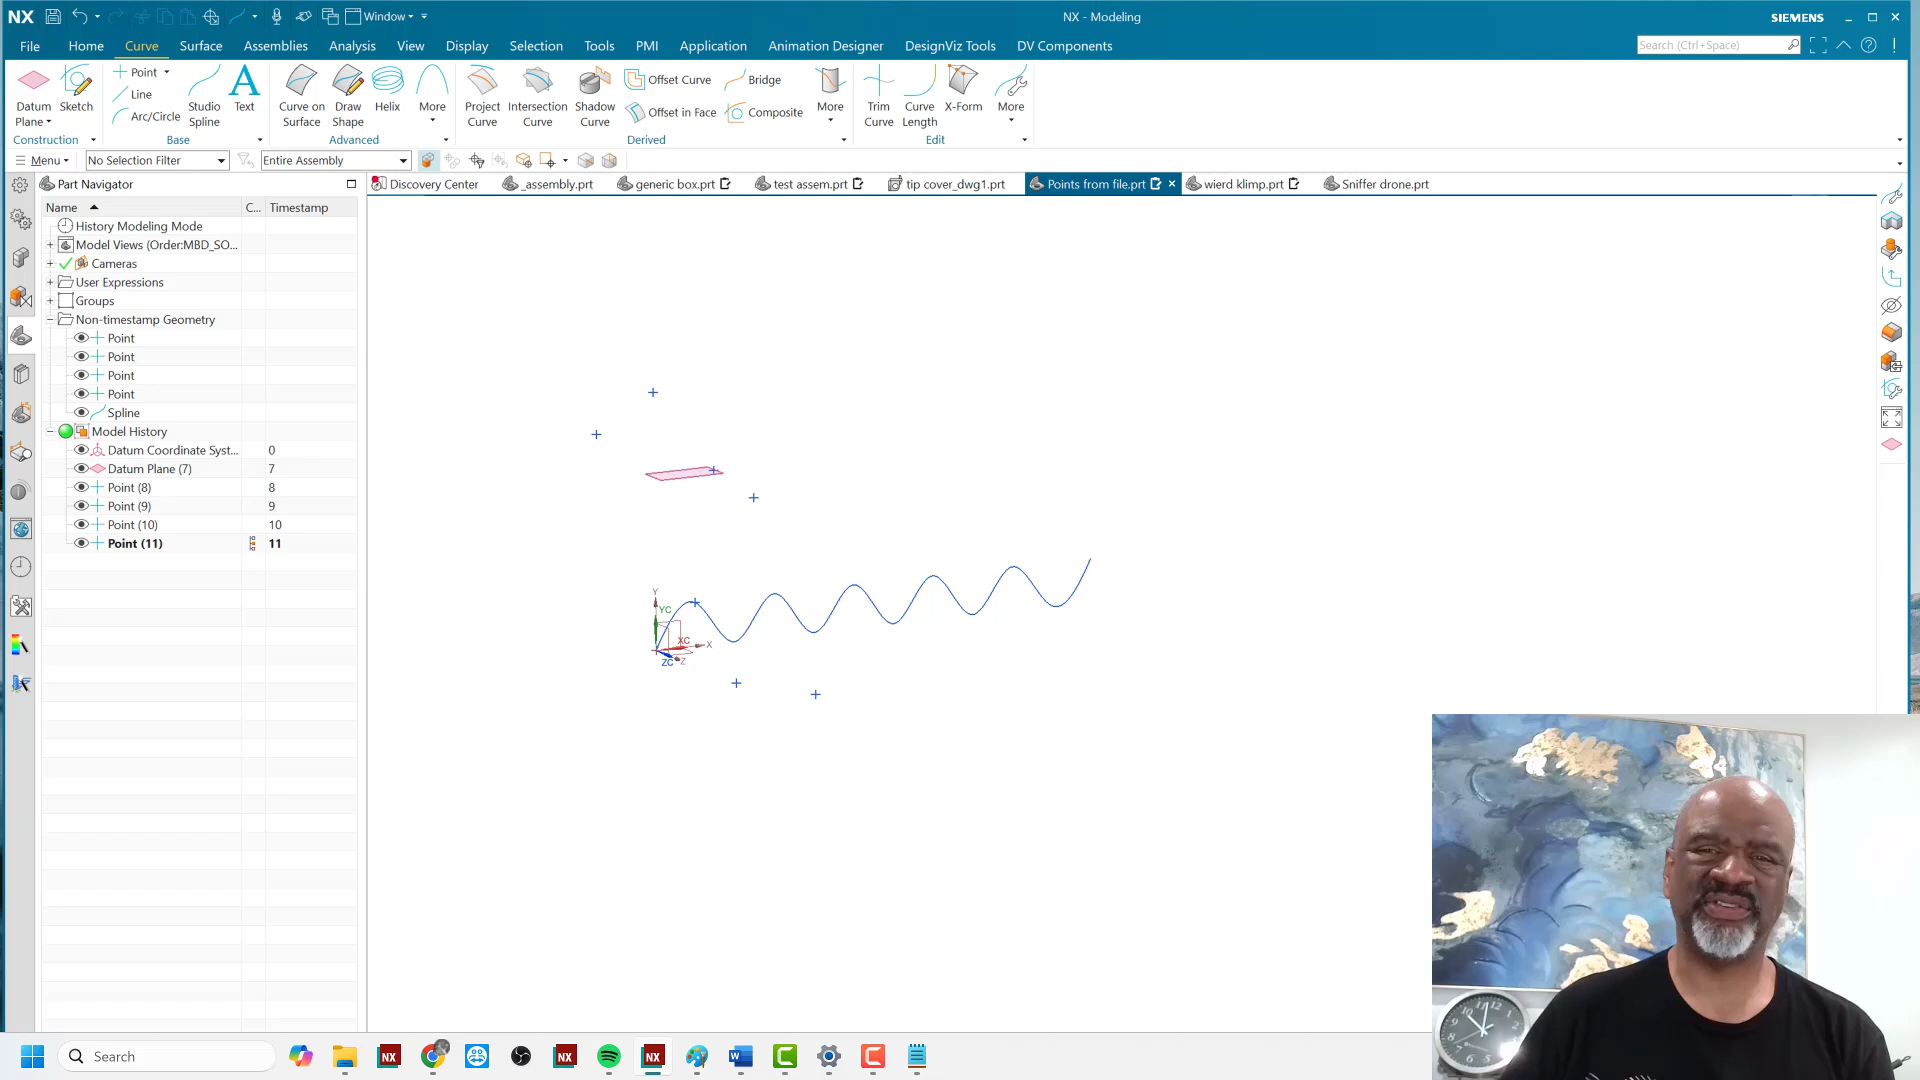 NX Window NX - Modeling SIEMENS
File Home Curve Surface Assemblies Analysis View Display Selection Tools PMI Application Animation Designer DesignViz Tools DV Components Search (Ctrl+Space)
Datum Plane
Sketch
Point
Line
Arc/Circle
Studio Spline
Text
Curve on Surface
Draw Shape
Helix
More
Project Curve
Intersection Curve
Shadow Curve
Offset Curve
Offset in Face
Bridge
Composite
More
Trim Curve
Curve Length
X-Form
More
Construction Base Advanced Derived Edit
Menu No Selection Filter Entire Assembly
Part Navigator
Discovery Center _assembly.prt generic box.prt test assem.prt tip cover_dwg1.prt Points from file.prt wierd klimp.prt Sniffer drone.prt
Name C... Timestamp
History Modeling Mode
Model Views (Order:MBD_SO...
Cameras
User Expressions
Groups
Non-timestamp Geometry
Point
Point
Point
Point
Spline
Model History
Datum Coordinate Syst... 0
Datum Plane (7) 7
Point (8) 8
Point (9) 9
Point (10) 10
Point (11) 11
Y
YC
XC
X
ZC
Z
Search